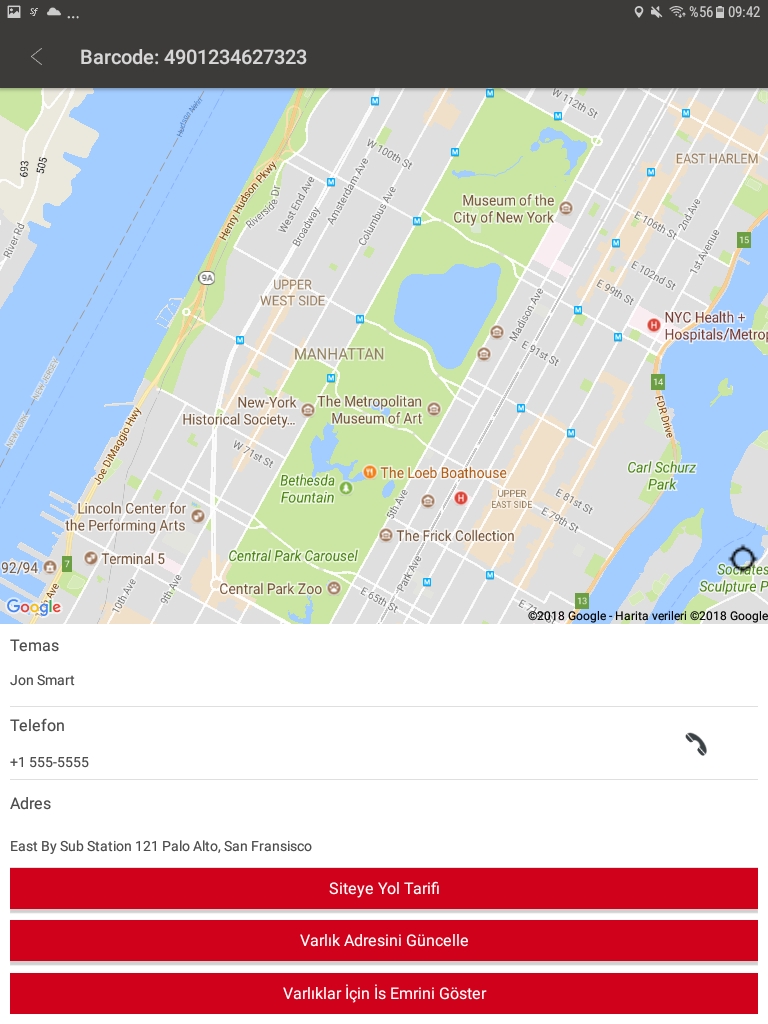 %56 09:42
Barcode: 4901234627323
Hudson River
W 112th St
693
505
W 100th St
EAST HARLEM
Henry Hudson Pkwy
Riverside Dr
West End Ave
Broadway
Amsterdam Ave
Columbus Ave
Museum of the
City of New York
E 106th St
2nd Ave
1st Avenue
15
River Rd
9A
E 102nd St
E 99th St
UPPER
WEST SIDE
Madison Ave
NYC Health +
Hospitals/Metrop
E 91st St
MANHATTAN
NEW JERSEY
NEW YORK
14
New-York
Historical Society...
The Metropolitan
Museum of Art
FDR Drive
Joe DiMaggio Hwy
W 71st St
The Loeb Boathouse
Carl Schurz
Park
Bethesda
Fountain
5th Ave
UPPER
EAST SIDE
E 81st St
E 79th St
Lincoln Center for
the Performing Arts
The Frick Collection
Central Park Carousel
92/94
7
Terminal 5
Park Ave
Socrates
Sculpture P
10th Ave
9th Ave
Central Park Zoo
E 65th St
13
Google
©2018 Google - Harita verileri ©2018 Google
Temas
Jon Smart
Telefon
+1 555-5555
Adres
East By Sub Station 121 Palo Alto, San Fransisco
Siteye Yol Tarifi
Varlık Adresini Güncelle
Varlıklar İçin İs Emrini Göster